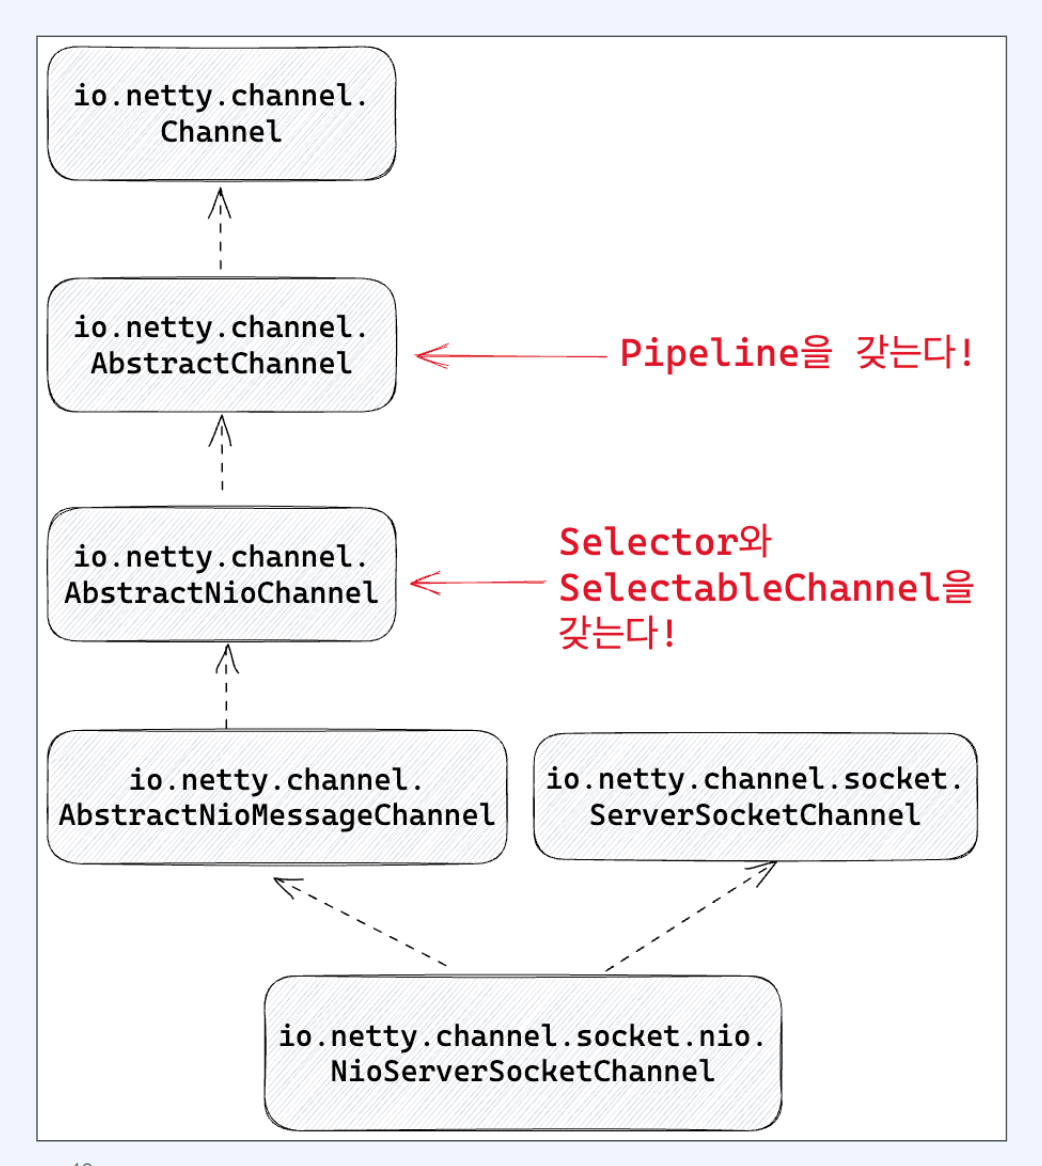 io.netty.channel.
Channel
io.netty.channel.
AbstractChannel
Pipeline을 갖는다!
io.netty.channel.
AbstractNioChannel
Selector와
SelectableChannel을
갖는다!
io.netty.channel.
AbstractNioMessageChannel
io.netty.channel.socket.
ServerSocketChannel
io.netty.channel.socket.nio.
NioServerSocketChannel